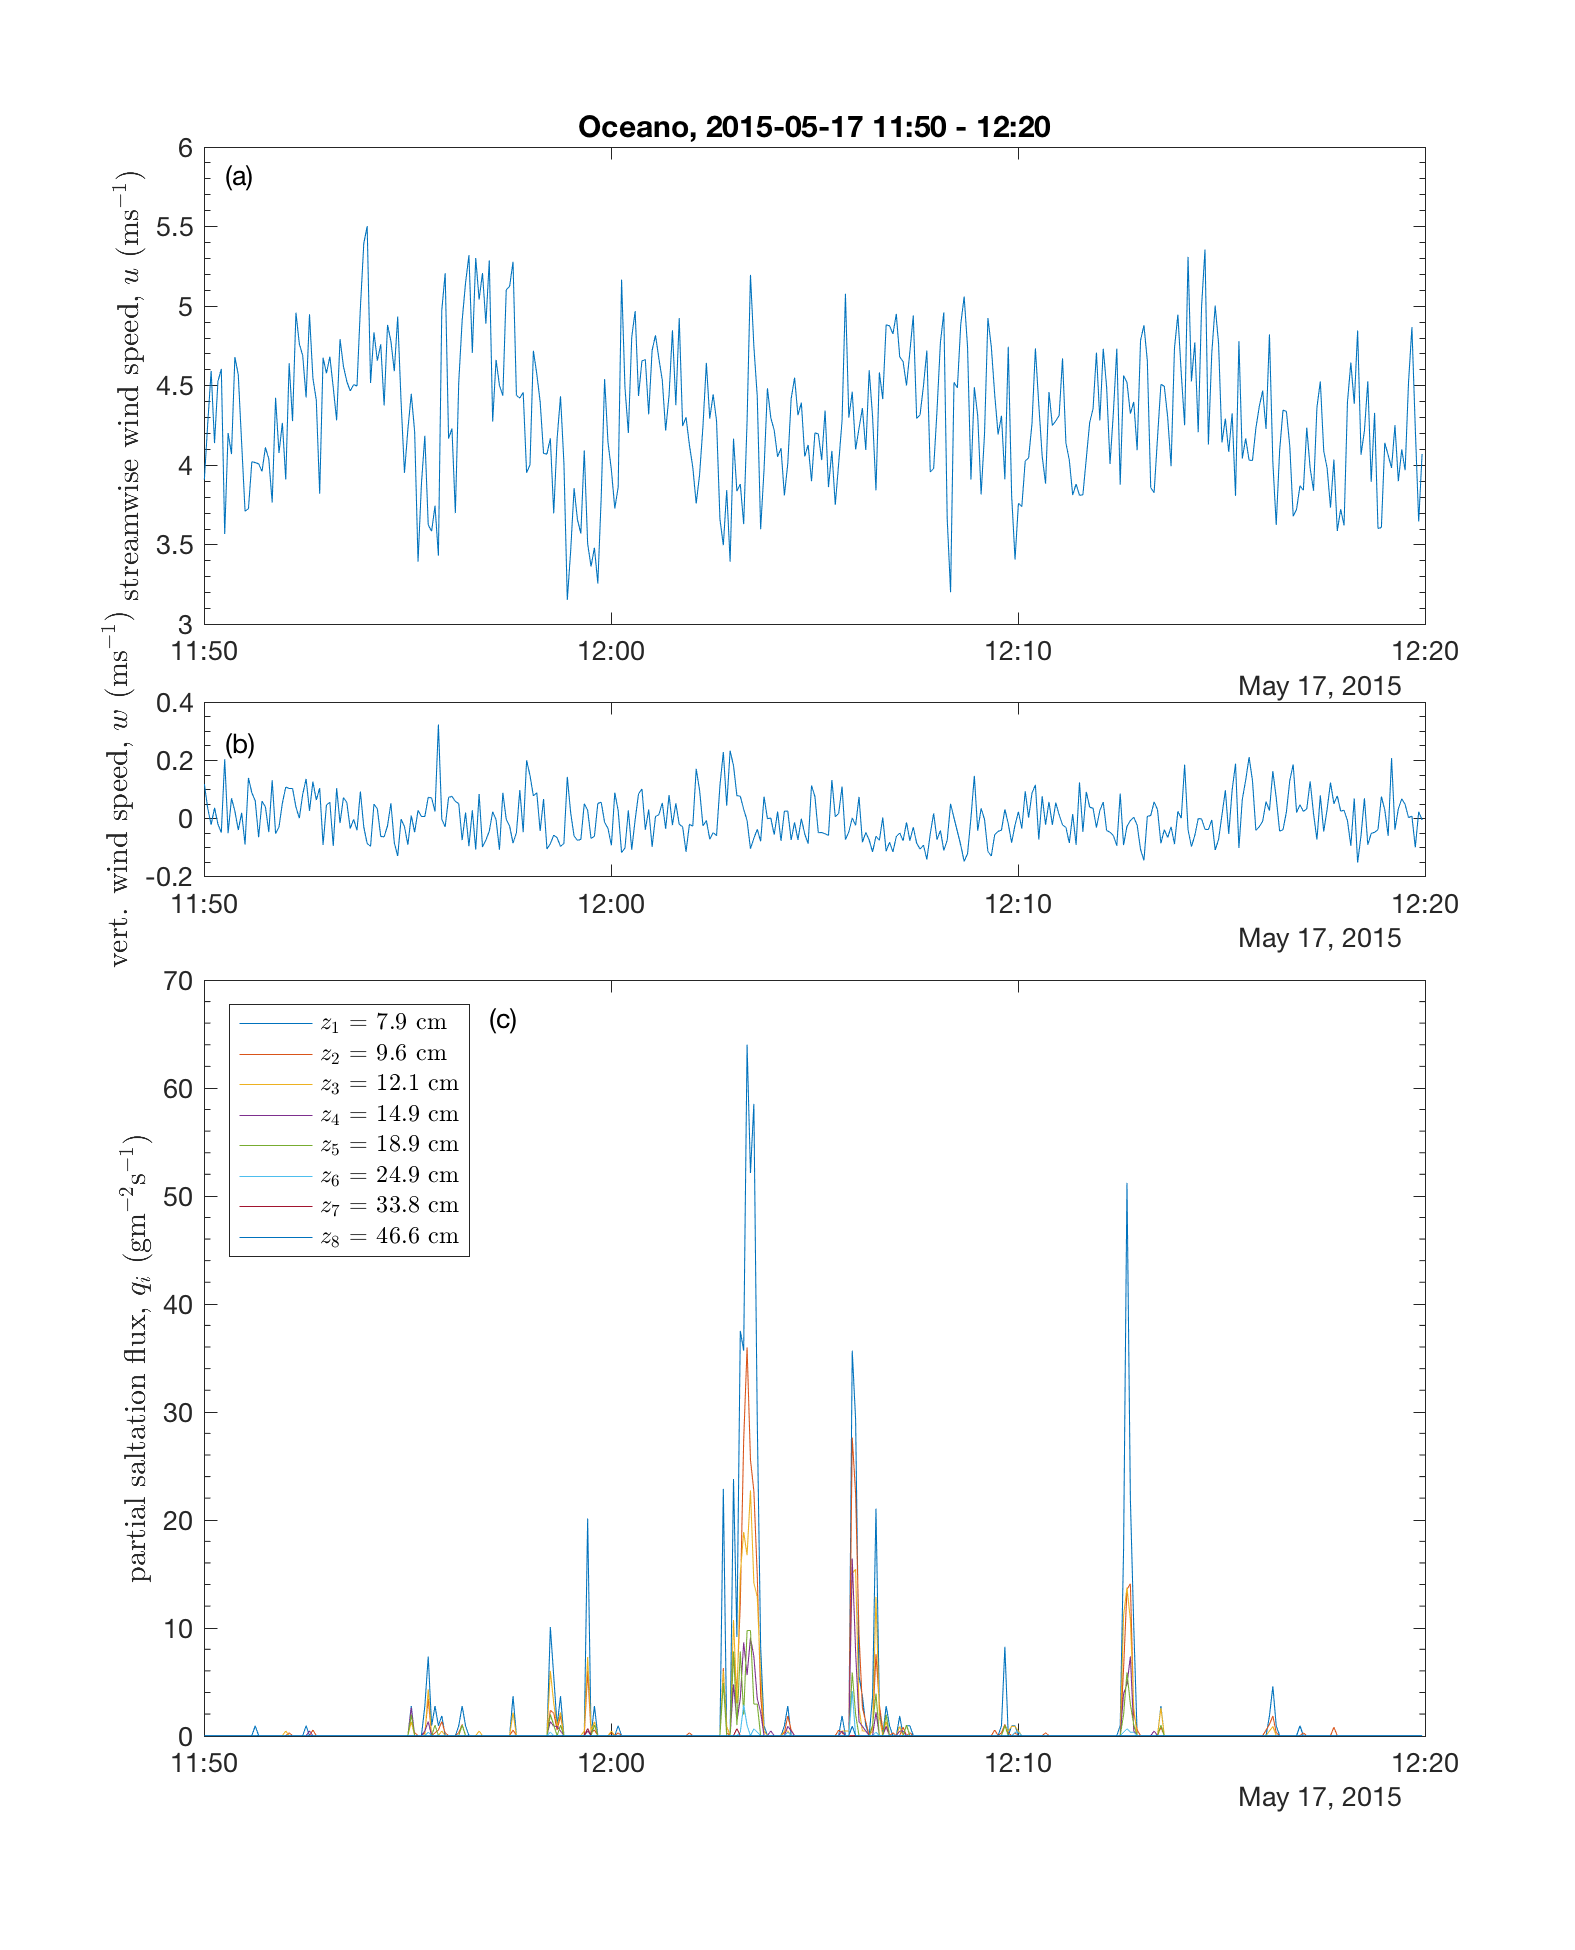 Oceano, 2015-05-17 11:50 - 12:20
(a)
streamwise wind speed, u (ms⁻¹)
6
5.5
5
4.5
4
3.5
3
11:50 12:00 12:10 12:20
May 17, 2015
(b)
vert. wind speed, w (ms⁻¹)
0.4
0.2
0
-0.2
11:50 12:00 12:10 12:20
May 17, 2015
(c)
partial saltation flux, qᵢ (gm⁻²s⁻¹)
70
60
50
40
30
20
10
0
z₁ = 7.9 cm
z₂ = 9.6 cm
z₃ = 12.1 cm
z₄ = 14.9 cm
z₅ = 18.9 cm
z₆ = 24.9 cm
z₇ = 33.8 cm
z₈ = 46.6 cm
11:50 12:00 12:10 12:20
May 17, 2015